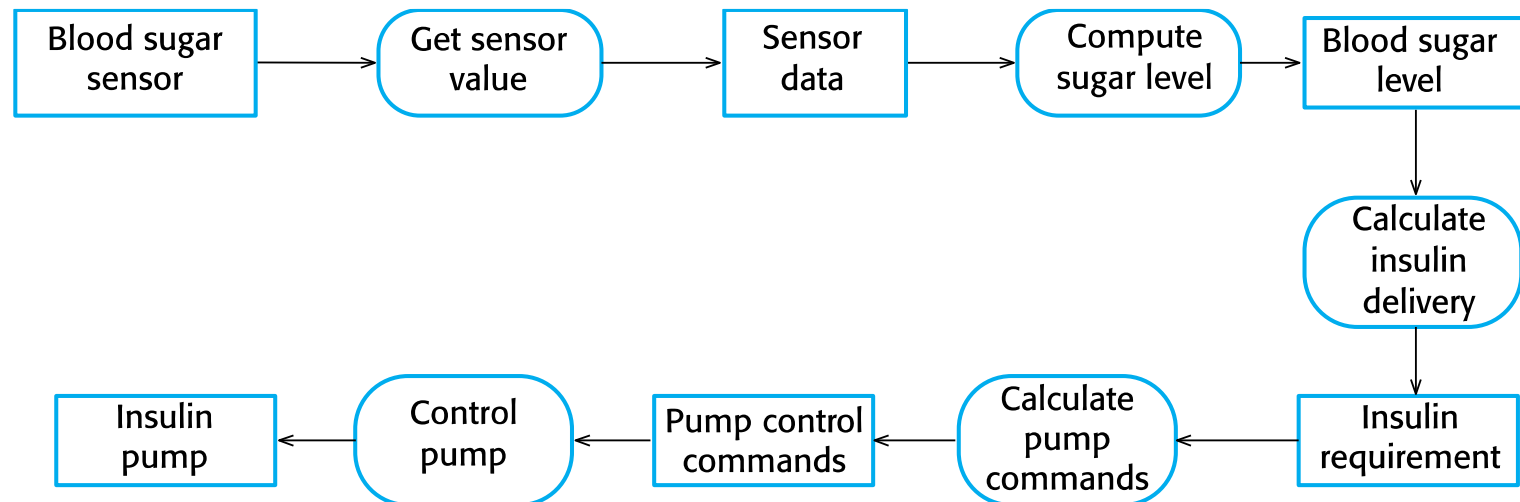 Blood sugar
sensor
Get sensor
value
Sensor
data
Compute
sugar level
Blood sugar
level
Calculate
insulin
delivery
Insulin
requirement
Calculate
pump
commands
Pump control
commands
Control
pump
Insulin
pump